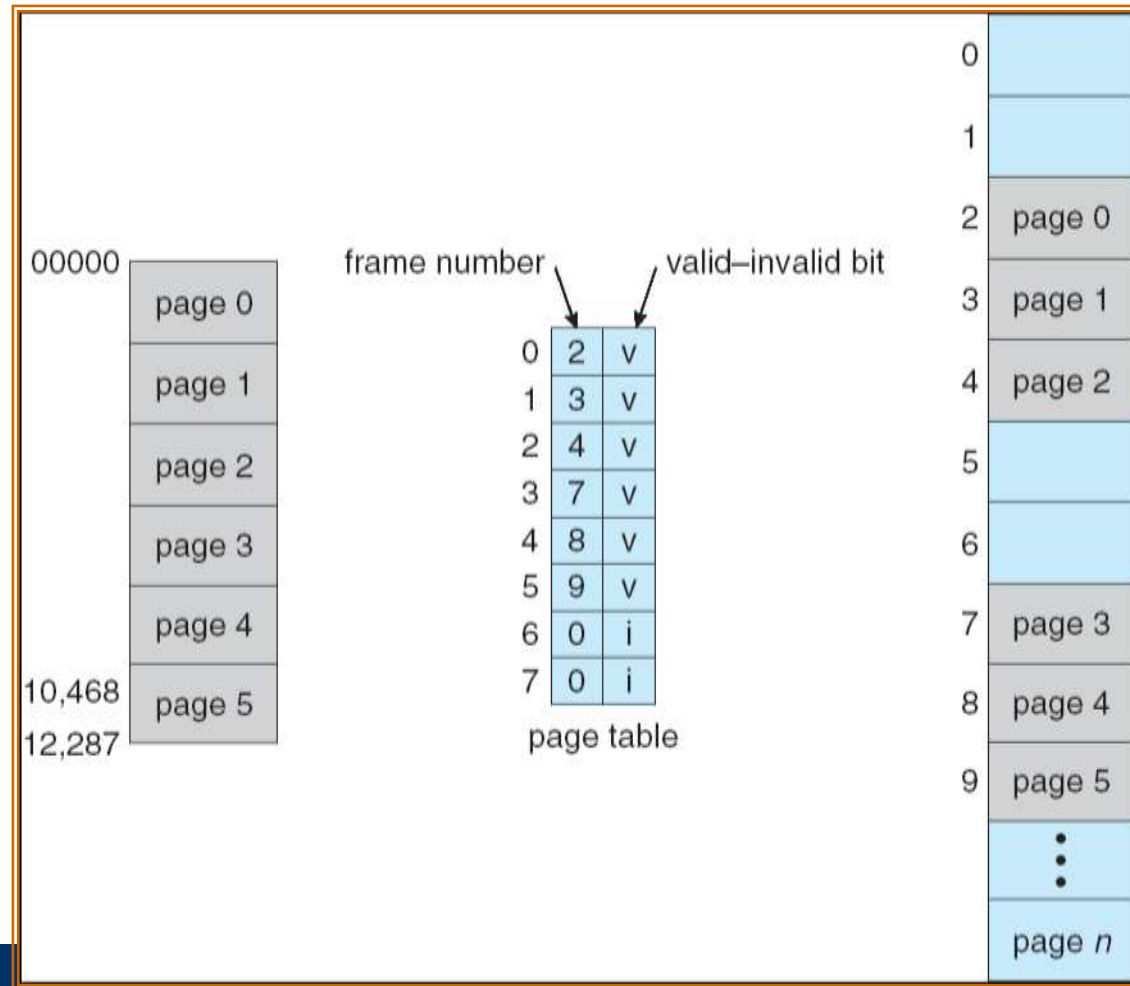 00000
page 0
page 1
page 2
page 3
page 4
10,468
page 5
12,287
frame number
valid–invalid bit
0 2 v
1 3 v
2 4 v
3 7 v
4 8 v
5 9 v
6 0 i
7 0 i
page table
0
1
2 page 0
3 page 1
4 page 2
5
6
7 page 3
8 page 4
9 page 5
page n